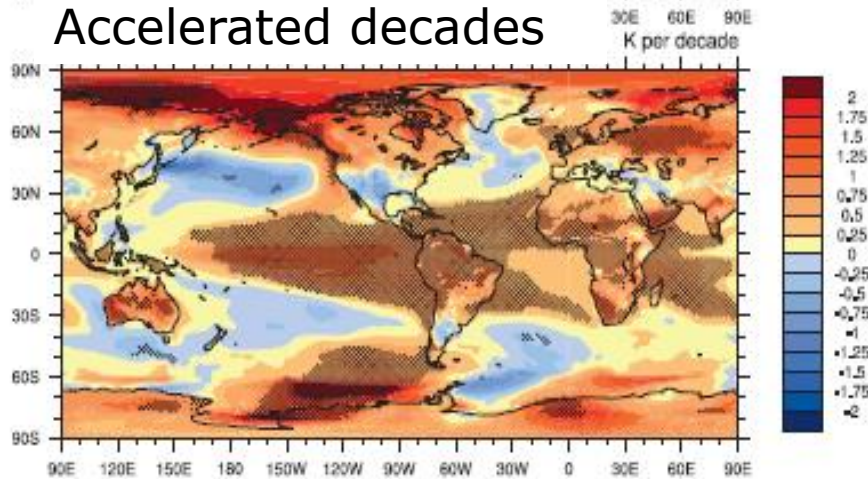 30E 60E 90E
Accelerated decades
K per decade
90N
60N
30N
0
30S
60S
90S
90E 120E 150E 180 150W 120W 90W 60W 30W 0 30E 60E 90E
2
1.75
1.5
1.25
1
0.75
0.5
0.25
0
-0.25
-0.5
-0.75
-1
-1.25
-1.5
-1.75
-2